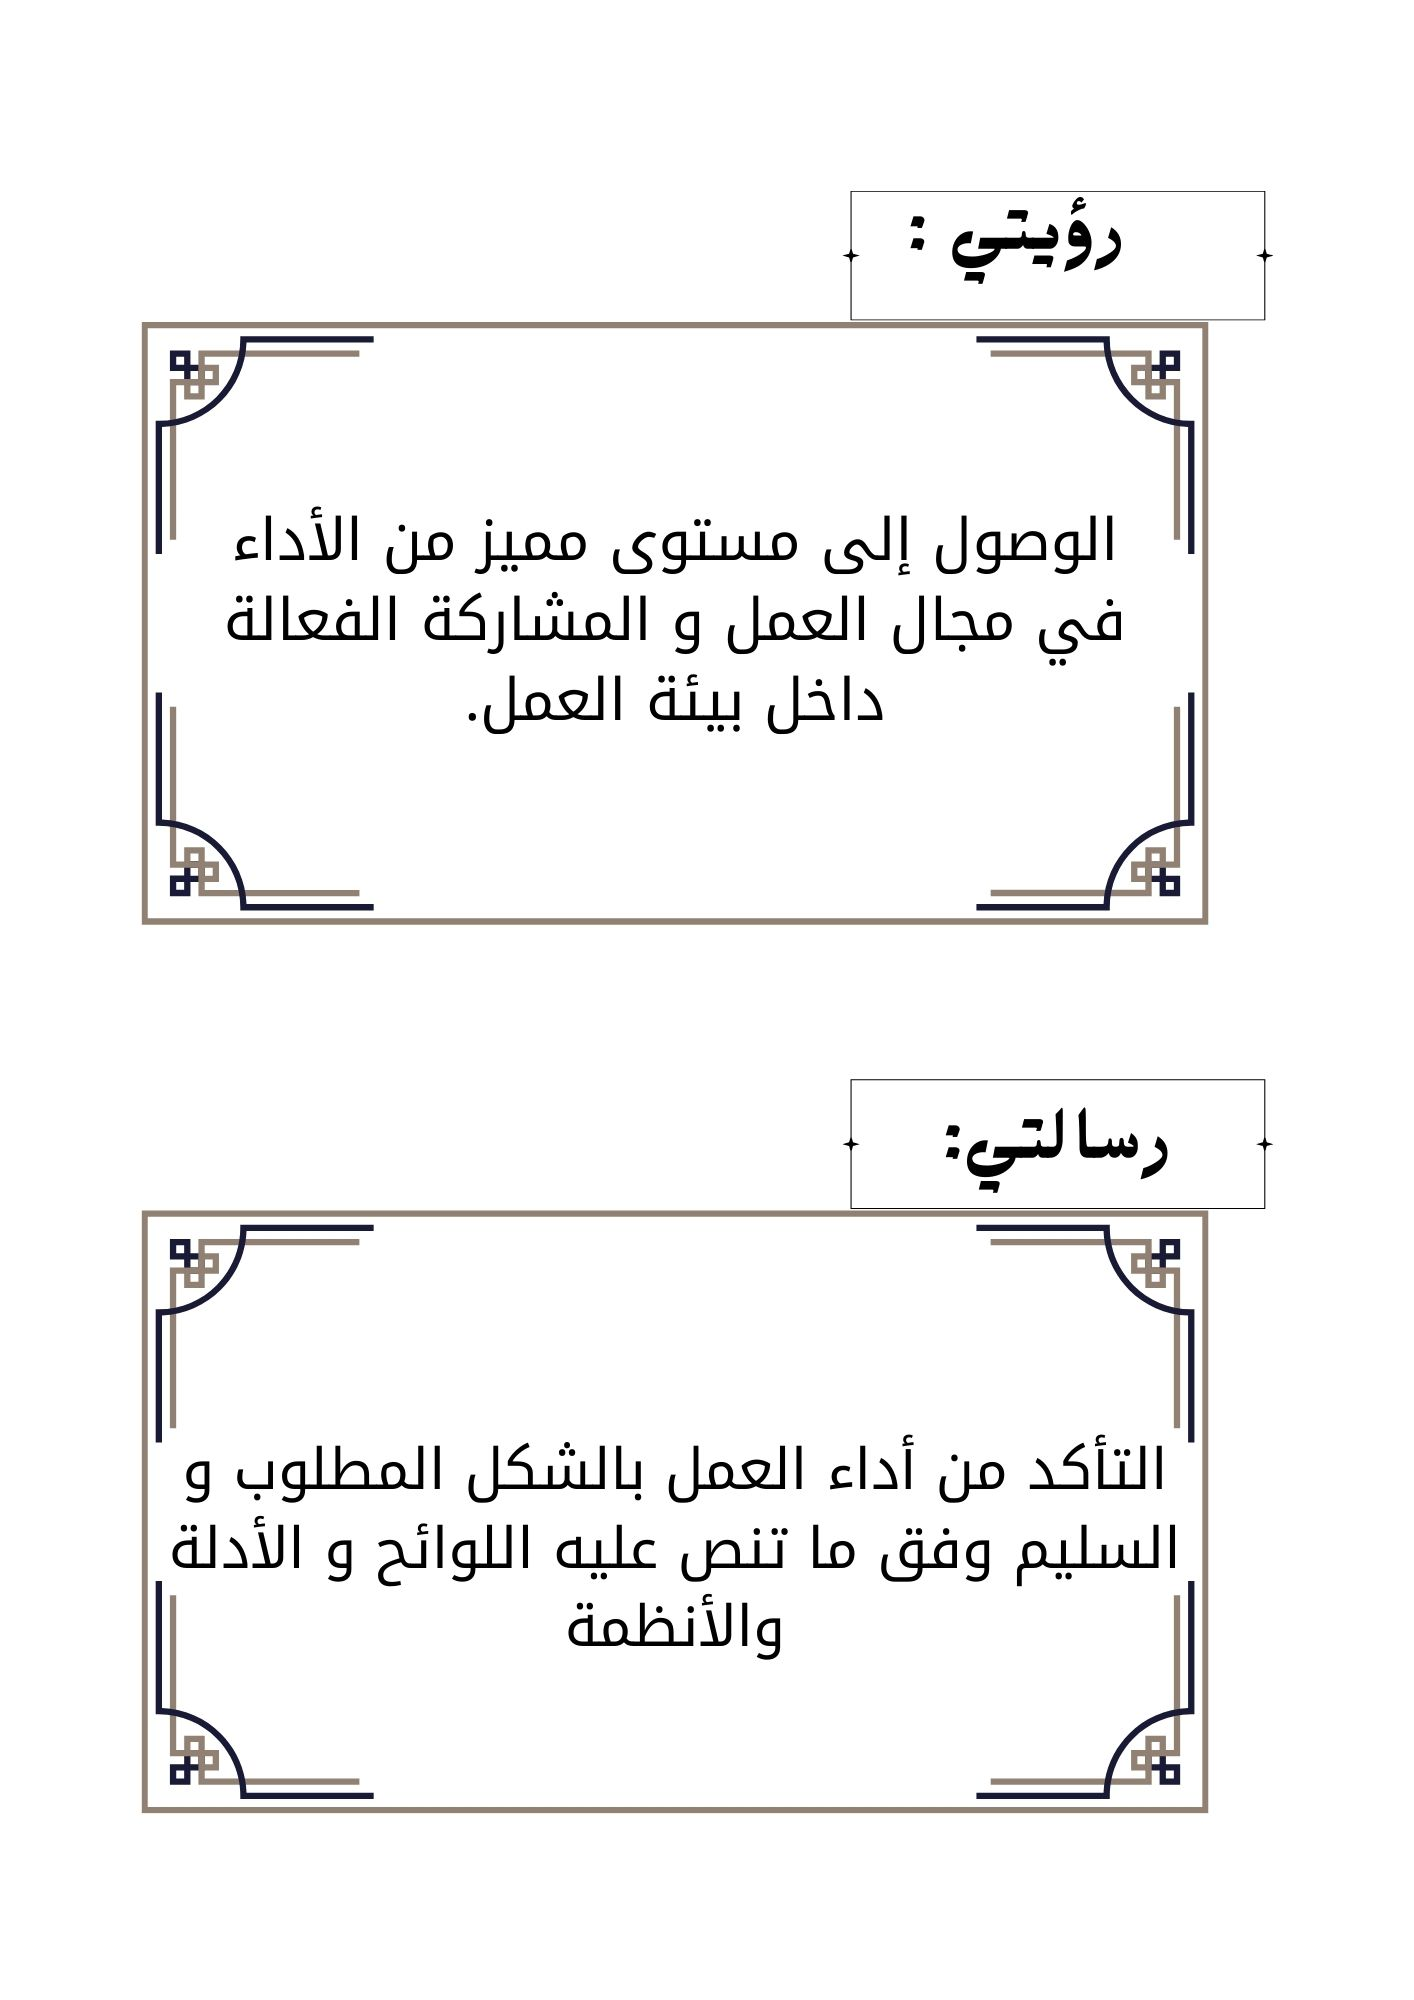 رؤيتي :
الوصول إلى مستوى مميز من الأداء
في مجال العمل و المشاركة الفعالة
داخل بيئة العمل.
رسالتي:
التأكد من أداء العمل بالشكل المطلوب و
السليم وفق ما تنص عليه اللوائح و الأدلة
والأنظمة